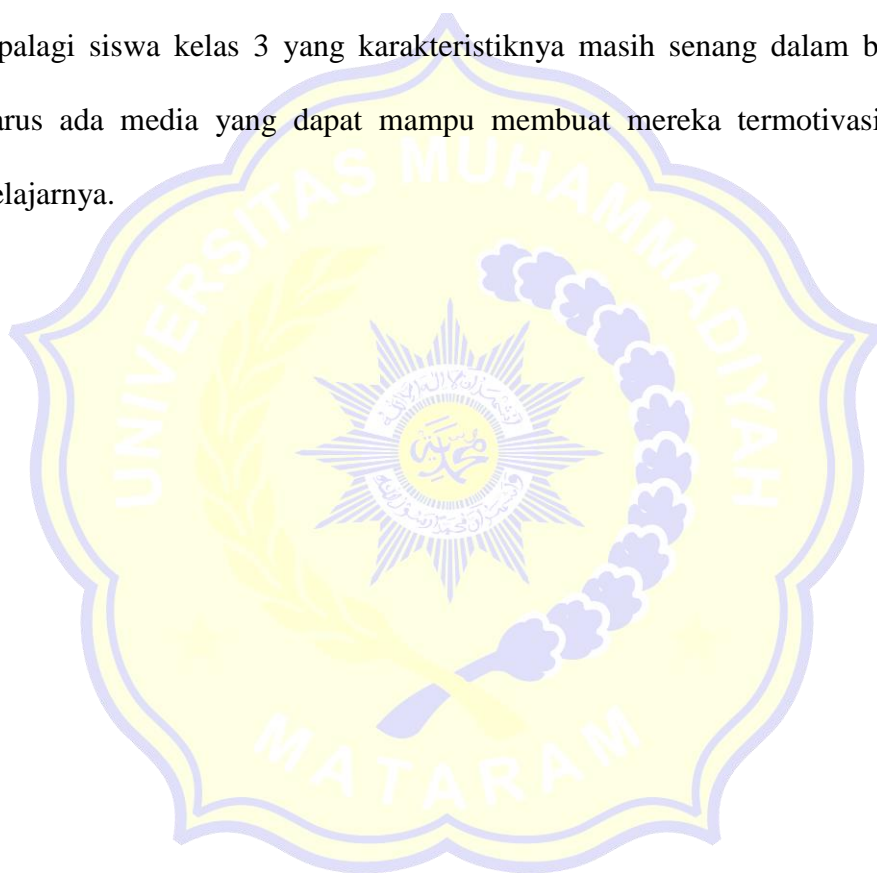 palagi siswa kelas 3 yang karakteristiknya masih senang dalam b
arus ada media yang dapat mampu membuat mereka termotivasi
elajarnya.
UNIVERSITAS MUHAMMADIYAH
MATARAM